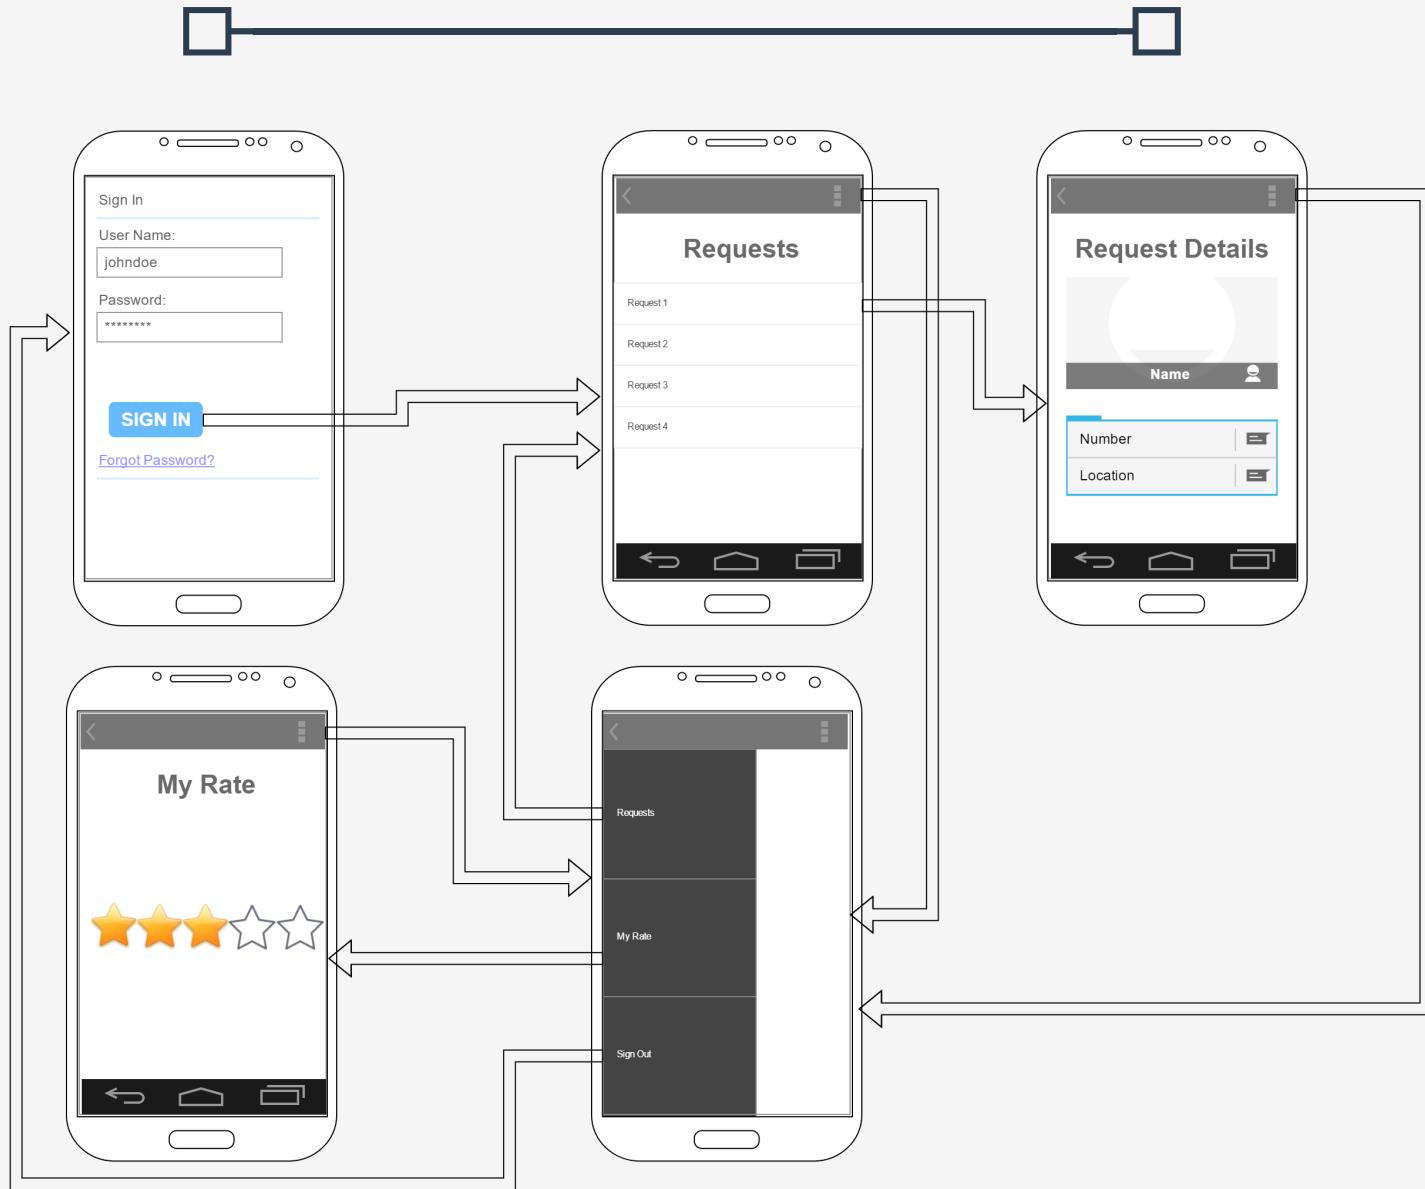 Sign In
User Name:
johndoe
Password:
********
SIGN IN
Forgot Password?
Requests
Request 1
Request 2
Request 3
Request 4
Request Details
Name
Number
Location
My Rate
Requests
My Rate
Sign Out